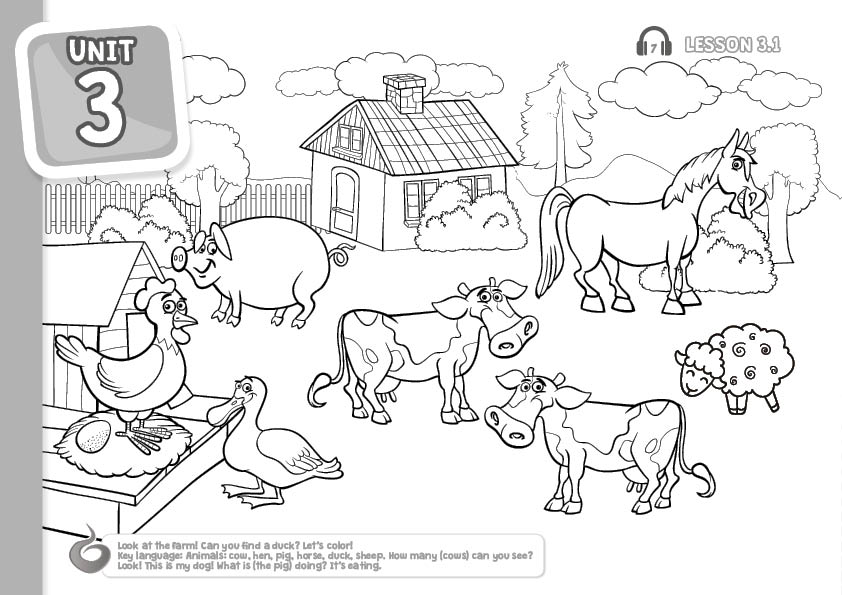 UNIT
3
7 LESSON 3.1
Look at the farm! Can you find a duck? Let's color!
Key language: Animals: cow, hen, pig, horse, duck, sheep. How many (cows) can you see?
Look! This is my dog! What is (the pig) doing? It's eating.